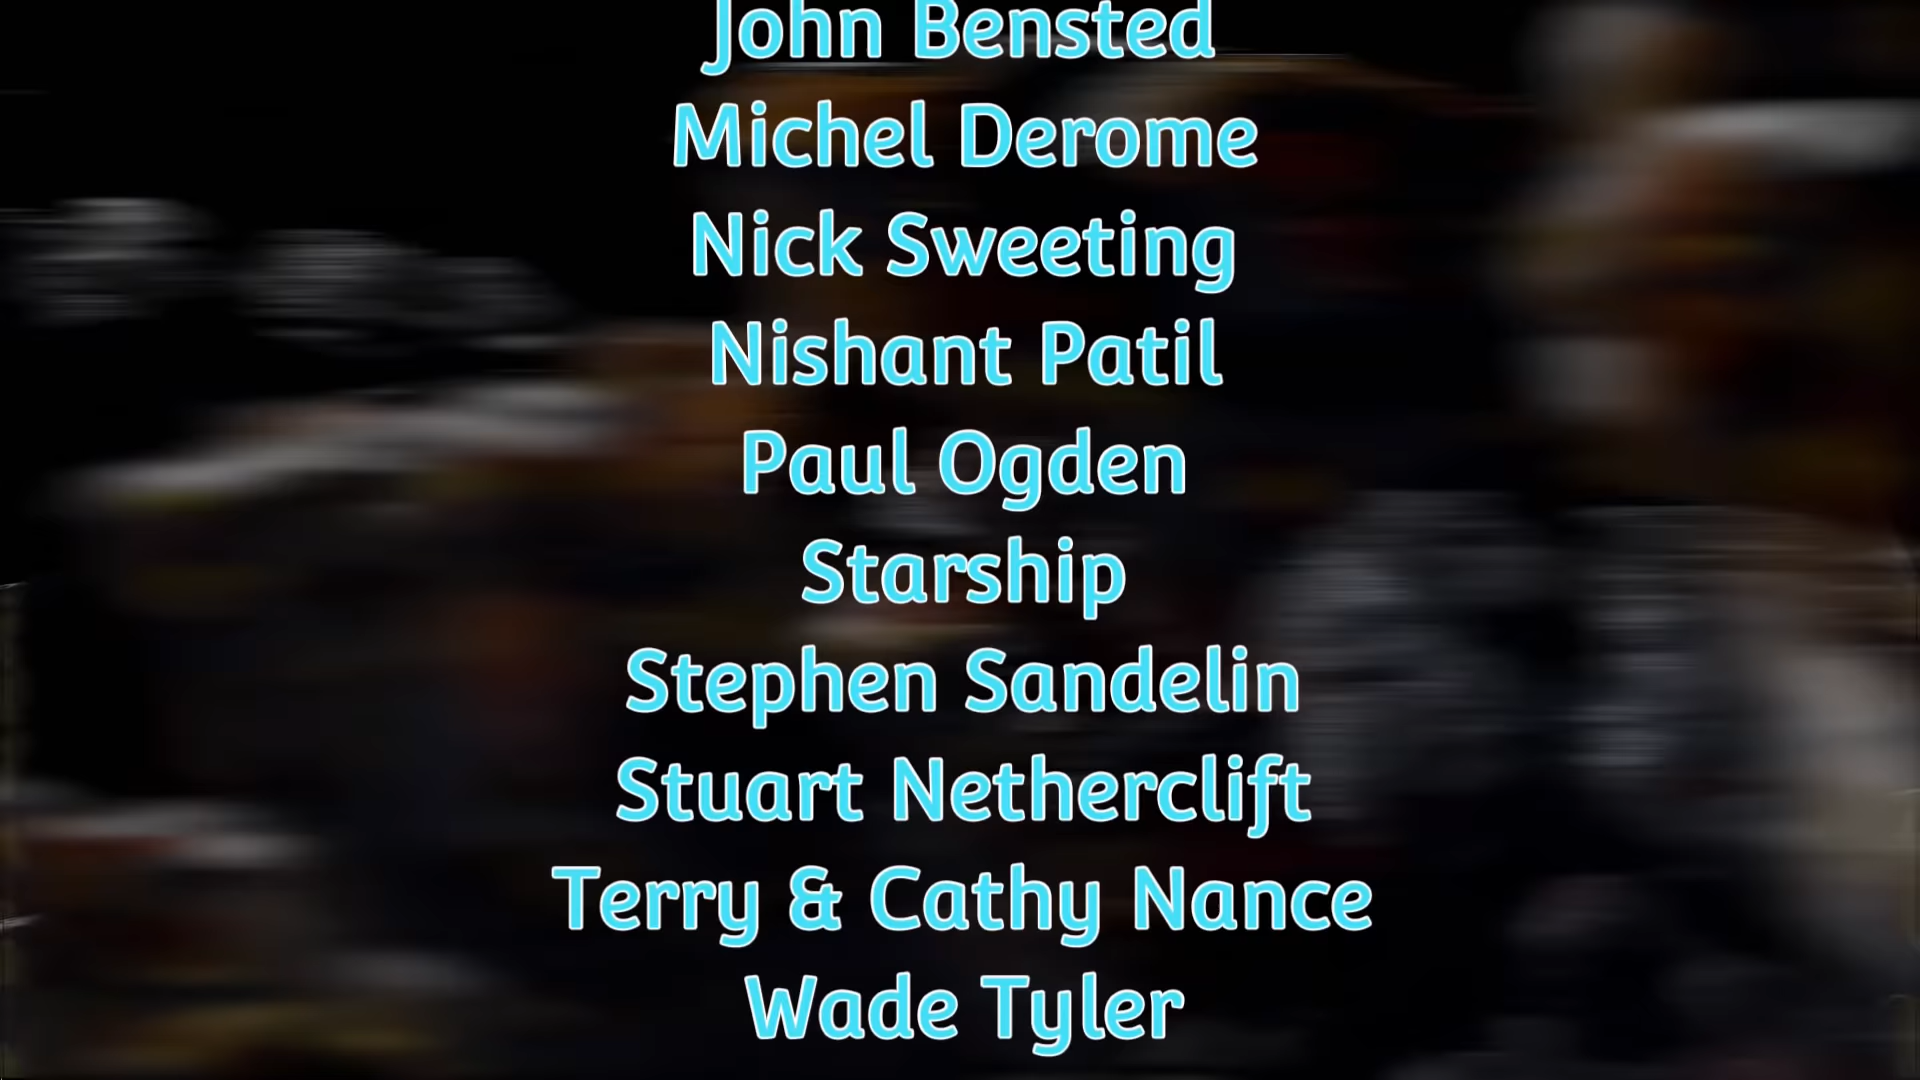 John Bensted
Michel Derome
Nick Sweeting
Nishant Patil
Paul Ogden
Starship
Stephen Sandelin
Stuart Netherclift
Terry & Cathy Nance
Wade Tyler